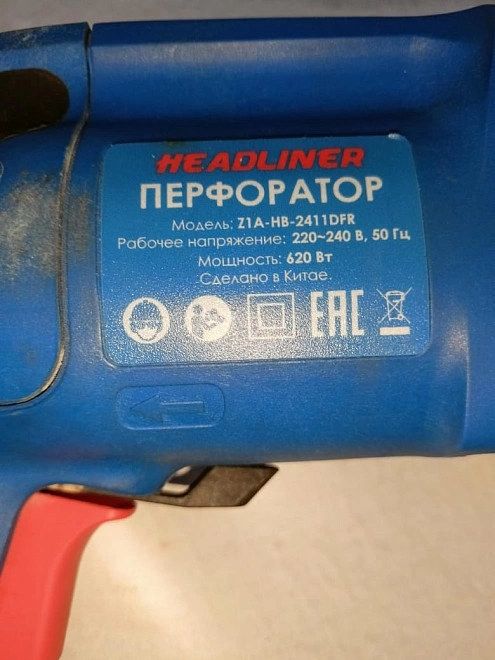 HEADLINER
ПЕРФОРАТОР
Модель: Z1A-HB-2411DFR
Рабочее напряжение: 220~240 В, 50 Гц
Мощность: 620 Вт
Сделано в Китае.
EAC